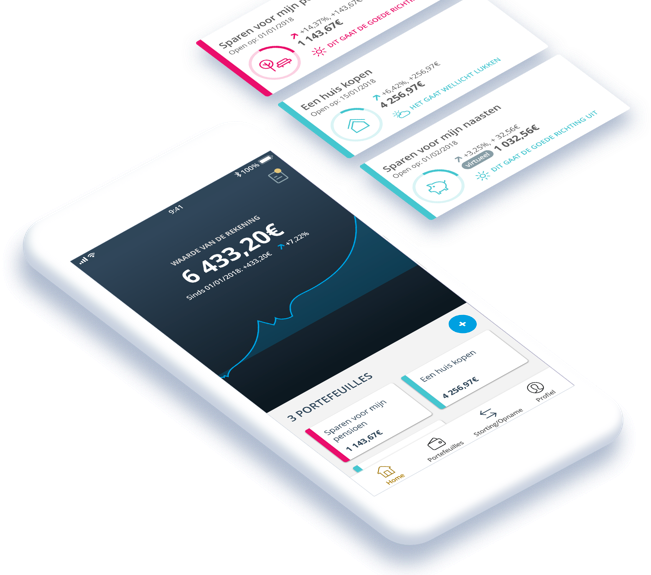 Sparen voor mijn
Open op: 01/01/2018
+14,37%, +143,67€
1 143,67€
DIT GAAT DE GOEDE
Een huis kopen
Open op: 15/01/2018
+6,42%, +256,97€
4 256,97€
HET GAAT WELLICHT LUKKEN
Sparen voor mijn naasten
Open op: 01/02/2018
+3,25%, + 32,56€
virtueel 1 032,56€
DIT GAAT DE GOEDE RICHTING UIT
9:41
100%
WAARDE VAN DE REKENING
6 433,20€
Sinds 01/01/2018: +433,20€
+7,22%
3 PORTEFEUILLES
+
Sparen voor mijn
pensioen
1 143,67€
Een huis kopen
4 256,97€
Home
Portefeuilles
Storting/Opname
Profiel